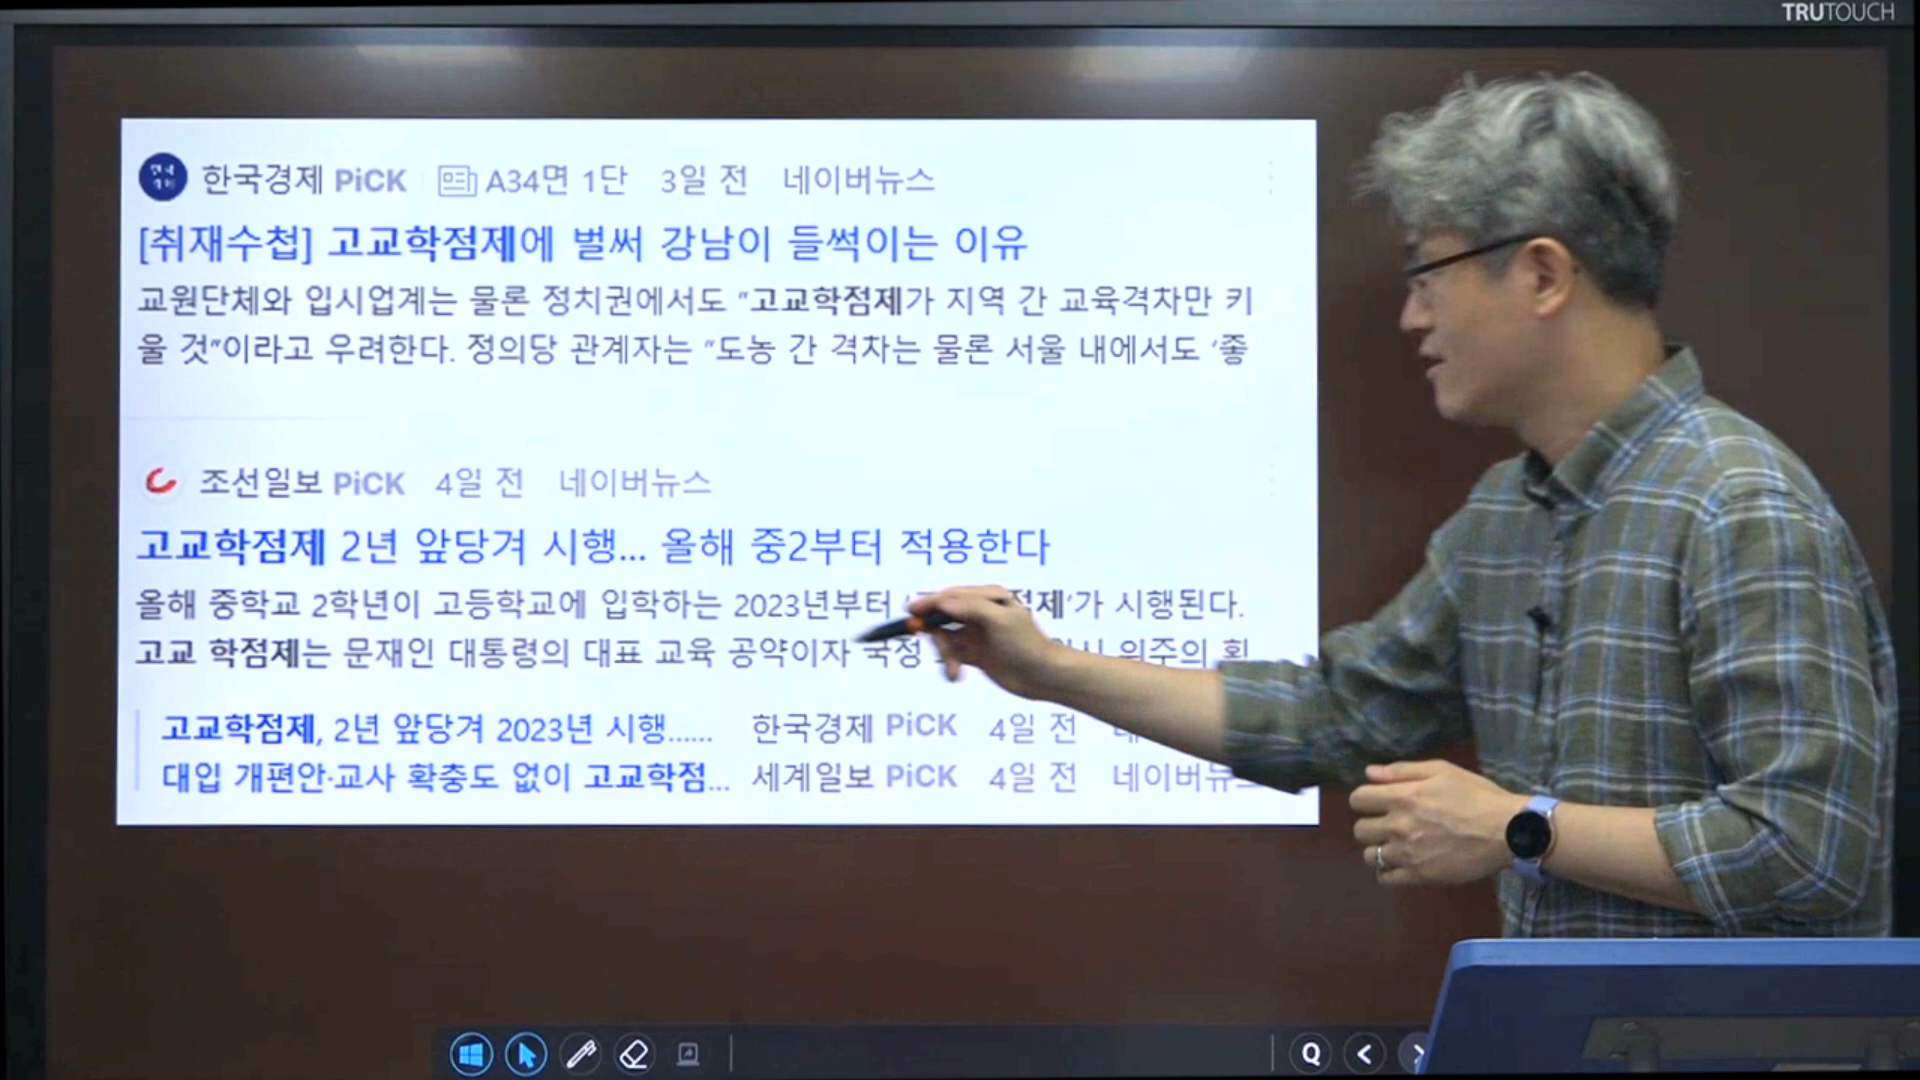 TRUTOUCH
한국경제 PiCK A34면 1단 3일 전 네이버뉴스
[취재수첩] 고교학점제에 벌써 강남이 들썩이는 이유
교원단체와 입시업계는 물론 정치권에서도 "고교학점제가 지역 간 교육격차만 키
울 것"이라고 우려한다. 정의당 관계자는 "도농 간 격차는 물론 서울 내에서도 '좋
조선일보 PiCK 4일 전 네이버뉴스
고교학점제 2년 앞당겨 시행... 올해 중2부터 적용한다
올해 중학교 2학년이 고등학교에 입학하는 2023년부터 점제'가 시행된다.
고교 학점제는 문재인 대통령의 대표 교육 공약이자 국정 위주의 획
고교학점제, 2년 앞당겨 2023년 시행...... 한국경제 PiCK 4일 전
대입 개편안·교사 확충도 없이 고교학점... 세계일보 PiCK 4일 전 네이버뉴
Q